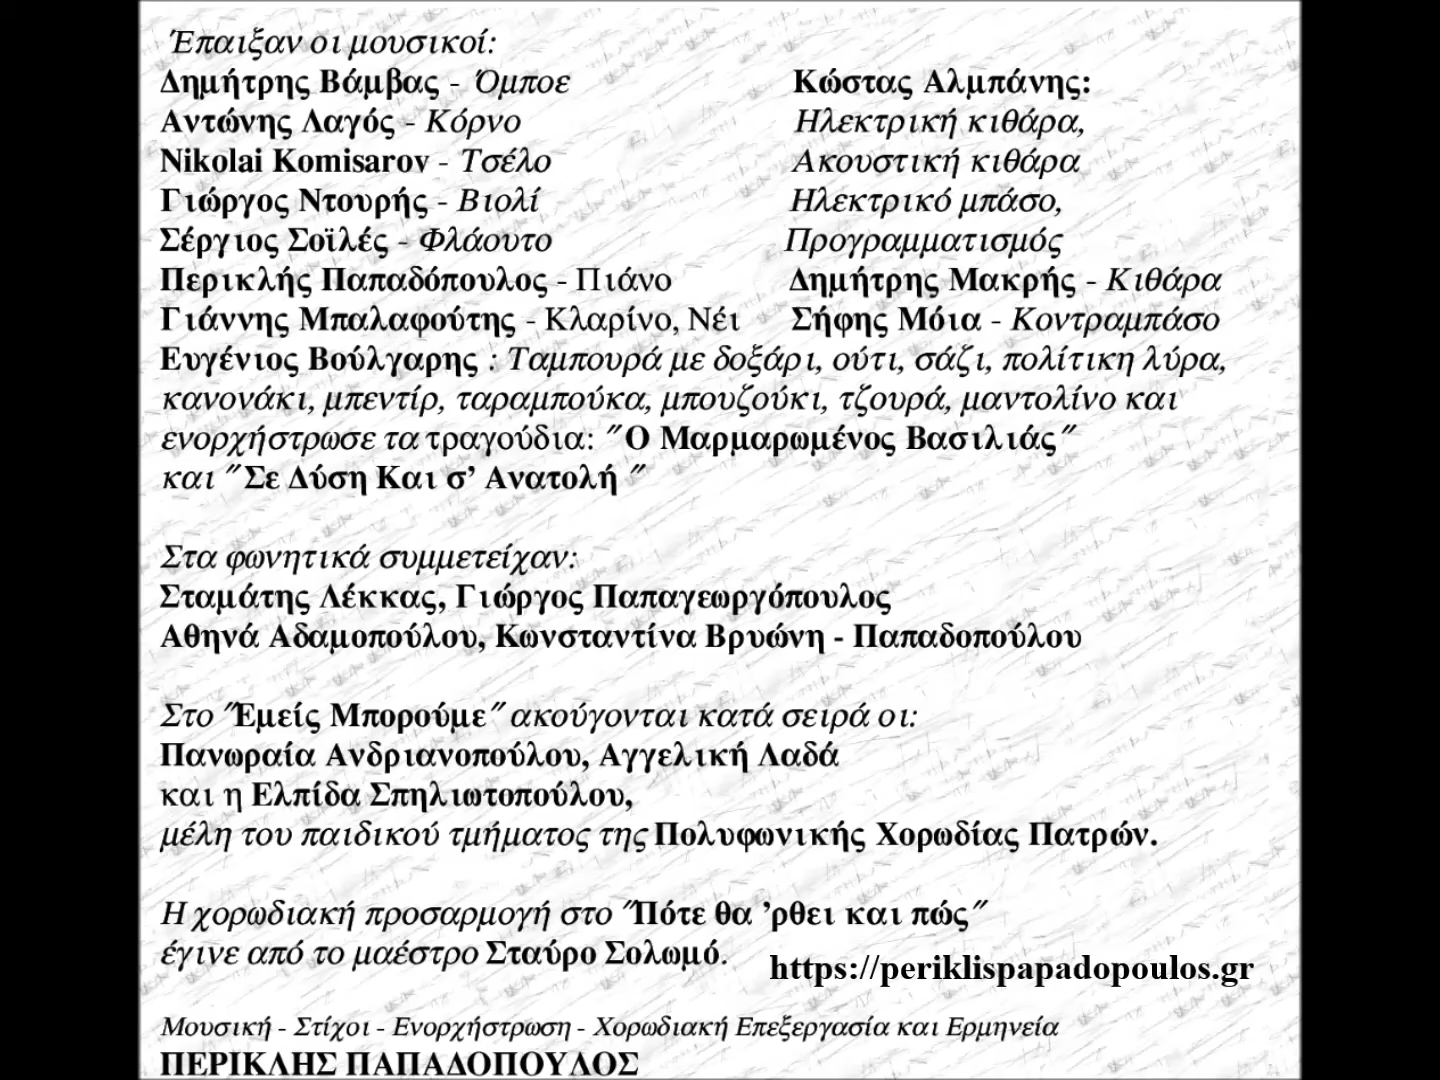 Έπαιξαν οι μουσικοί:
Δημήτρης Βάμβας - Όμποε
Αντώνης Λαγός - Κόρνο
Nikolai Komisarov - Τσέλο
Γιώργος Ντουρής - Βιολί
Σέργιος Σοϊλές - Φλάουτο
Περικλής Παπαδόπουλος - Πιάνο
Γιάννης Μπαλαφούτης - Κλαρίνο, Νέι
Κώστας Αλμπάνης:
Ηλεκτρική κιθάρα,
Ακουστική κιθάρα
Ηλεκτρικό μπάσο,
Προγραμματισμός
Δημήτρης Μακρής - Κιθάρα
Σήφης Μόια - Κοντραμπάσο
Ευγένιος Βούλγαρης : Ταμπουρά με δοξάρι, ούτι, σάζι, πολίτικη λύρα,
κανονάκι, μπεντίρ, ταραμπούκα, μπουζούκι, τζουρά, μαντολίνο και
ενορχήστρωσε τα τραγούδια: ″Ο Μαρμαρωμένος Βασιλιάς″
και ″Σε Δύση Και σ’ Ανατολή ″
Στα φωνητικά συμμετείχαν:
Σταμάτης Λέκκας, Γιώργος Παπαγεωργόπουλος
Αθηνά Αδαμοπούλου, Κωνσταντίνα Βρυώνη - Παπαδοπούλου
Στο ″Εμείς Μπορούμε″ ακούγονται κατά σειρά οι:
Πανωραία Ανδριανοπούλου, Αγγελική Λαδά
και η Ελπίδα Σπηλιωτοπούλου,
μέλη του παιδικού τμήματος της Πολυφωνικής Χορωδίας Πατρών.
Η χορωδιακή προσαρμογή στο ″Πότε θα ’ρθει και πώς″
έγινε από το μαέστρο Σταύρο Σολωμό.
https://periklispapadopoulos.gr
Μουσική - Στίχοι - Ενορχήστρωση - Χορωδιακή Επεξεργασία και Ερμηνεία
ΠΕΡΙΚΛΗΣ ΠΑΠΑΔΟΠΟΥΛΟΣ